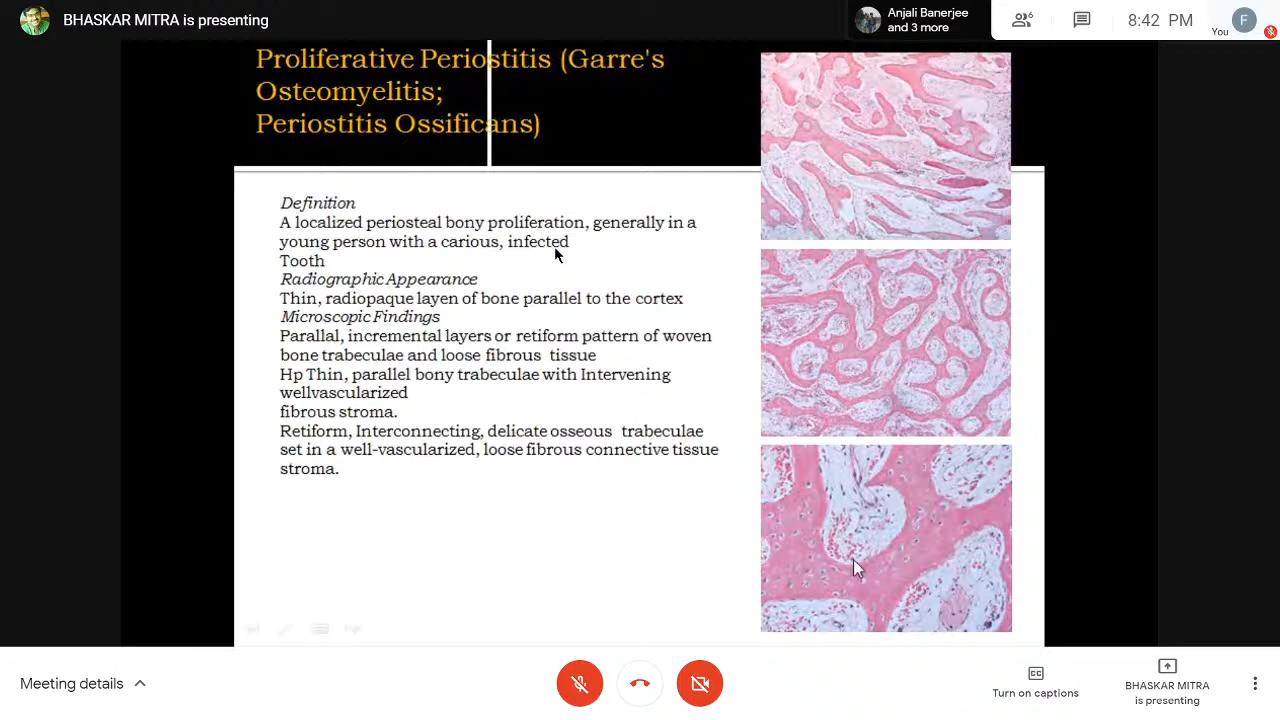 BHASKAR MITRA is presenting
Anjali Banerjee
and 3 more
6
8:42 PM
F
You
Proliferative Periostitis (Garre's
Osteomyelitis;
Periostitis Ossificans)
Definition
A localized periosteal bony proliferation, generally in a
young person with a carious, infected
Tooth
Radiographic Appearance
Thin, radiopaque layen of bone parallel to the cortex
Microscopic Findings
Parallal, incremental layers or retiform pattern of woven
bone trabeculae and loose fibrous tissue
Hp Thin, parallel bony trabeculae with Intervening
wellvascularized
fibrous stroma.
Retiform, Interconnecting, delicate osseous trabeculae
set in a well-vascularized, loose fibrous connective tissue
stroma.
Meeting details
CC
Turn on captions
BHASKAR MITRA
is presenting